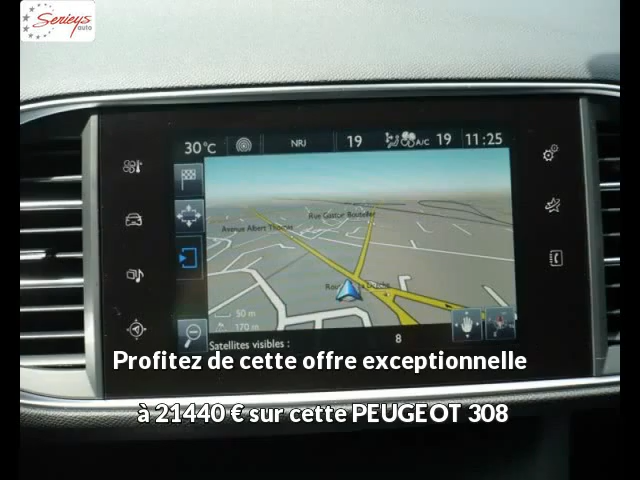 Serieys
auto
30°C NRJ 19 A/C 19 11:25
Rue Gaston Routeller
Avenue Albert Thomas
50 m
170 m
Satellites visibles : 8
Profitez de cette offre exceptionnelle
à 21440 € sur cette PEUGEOT 308